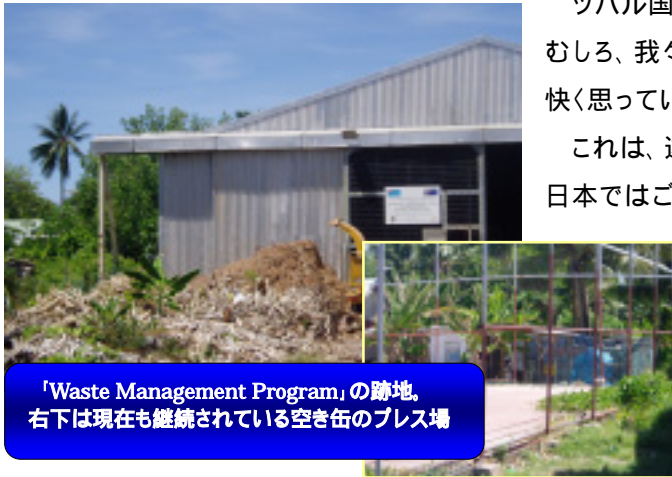 ッバル国
むしろ、我々
快く思ってい
これは、近
日本ではご
「Waste Management Program」の跡地。
右下は現在も継続されている空き缶のプレス場